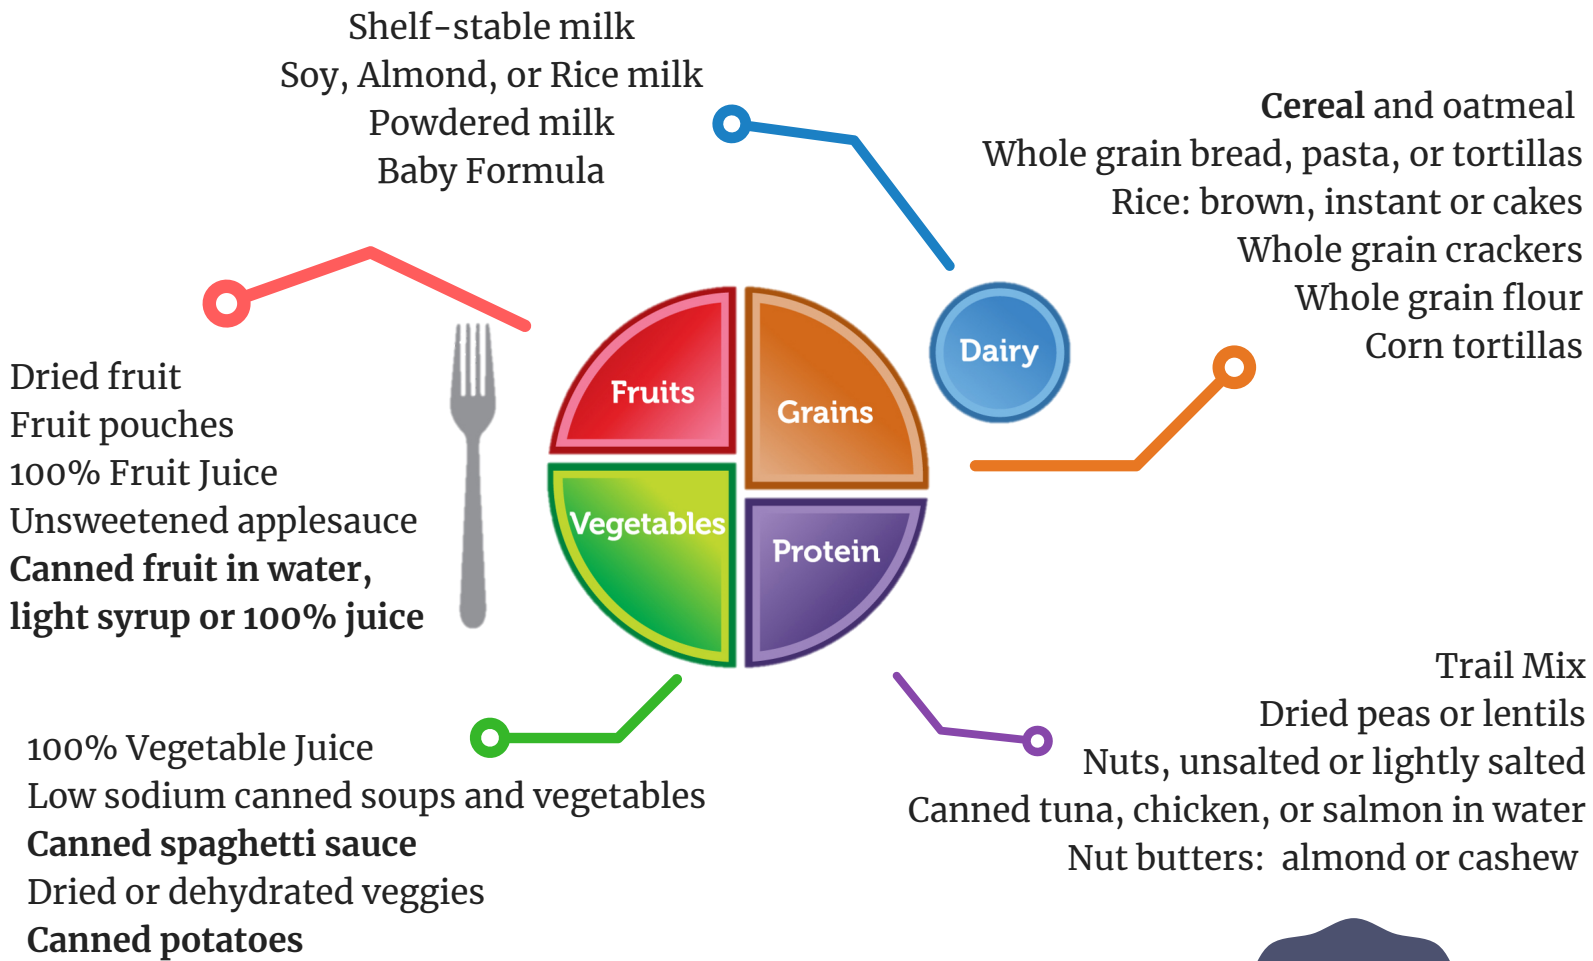 Shelf-stable milk
Soy, Almond, or Rice milk
Powdered milk
Baby Formula
Cereal and oatmeal
Whole grain bread, pasta, or tortillas
Rice: brown, instant or cakes
Whole grain crackers
Whole grain flour
Corn tortillas
Dairy
Fruits
Grains
Vegetables
Protein
Dried fruit
Fruit pouches
100% Fruit Juice
Unsweetened applesauce
Canned fruit in water,
light syrup or 100% juice
100% Vegetable Juice
Low sodium canned soups and vegetables
Canned spaghetti sauce
Dried or dehydrated veggies
Canned potatoes
Trail Mix
Dried peas or lentils
Nuts, unsalted or lightly salted
Canned tuna, chicken, or salmon in water
Nut butters: almond or cashew